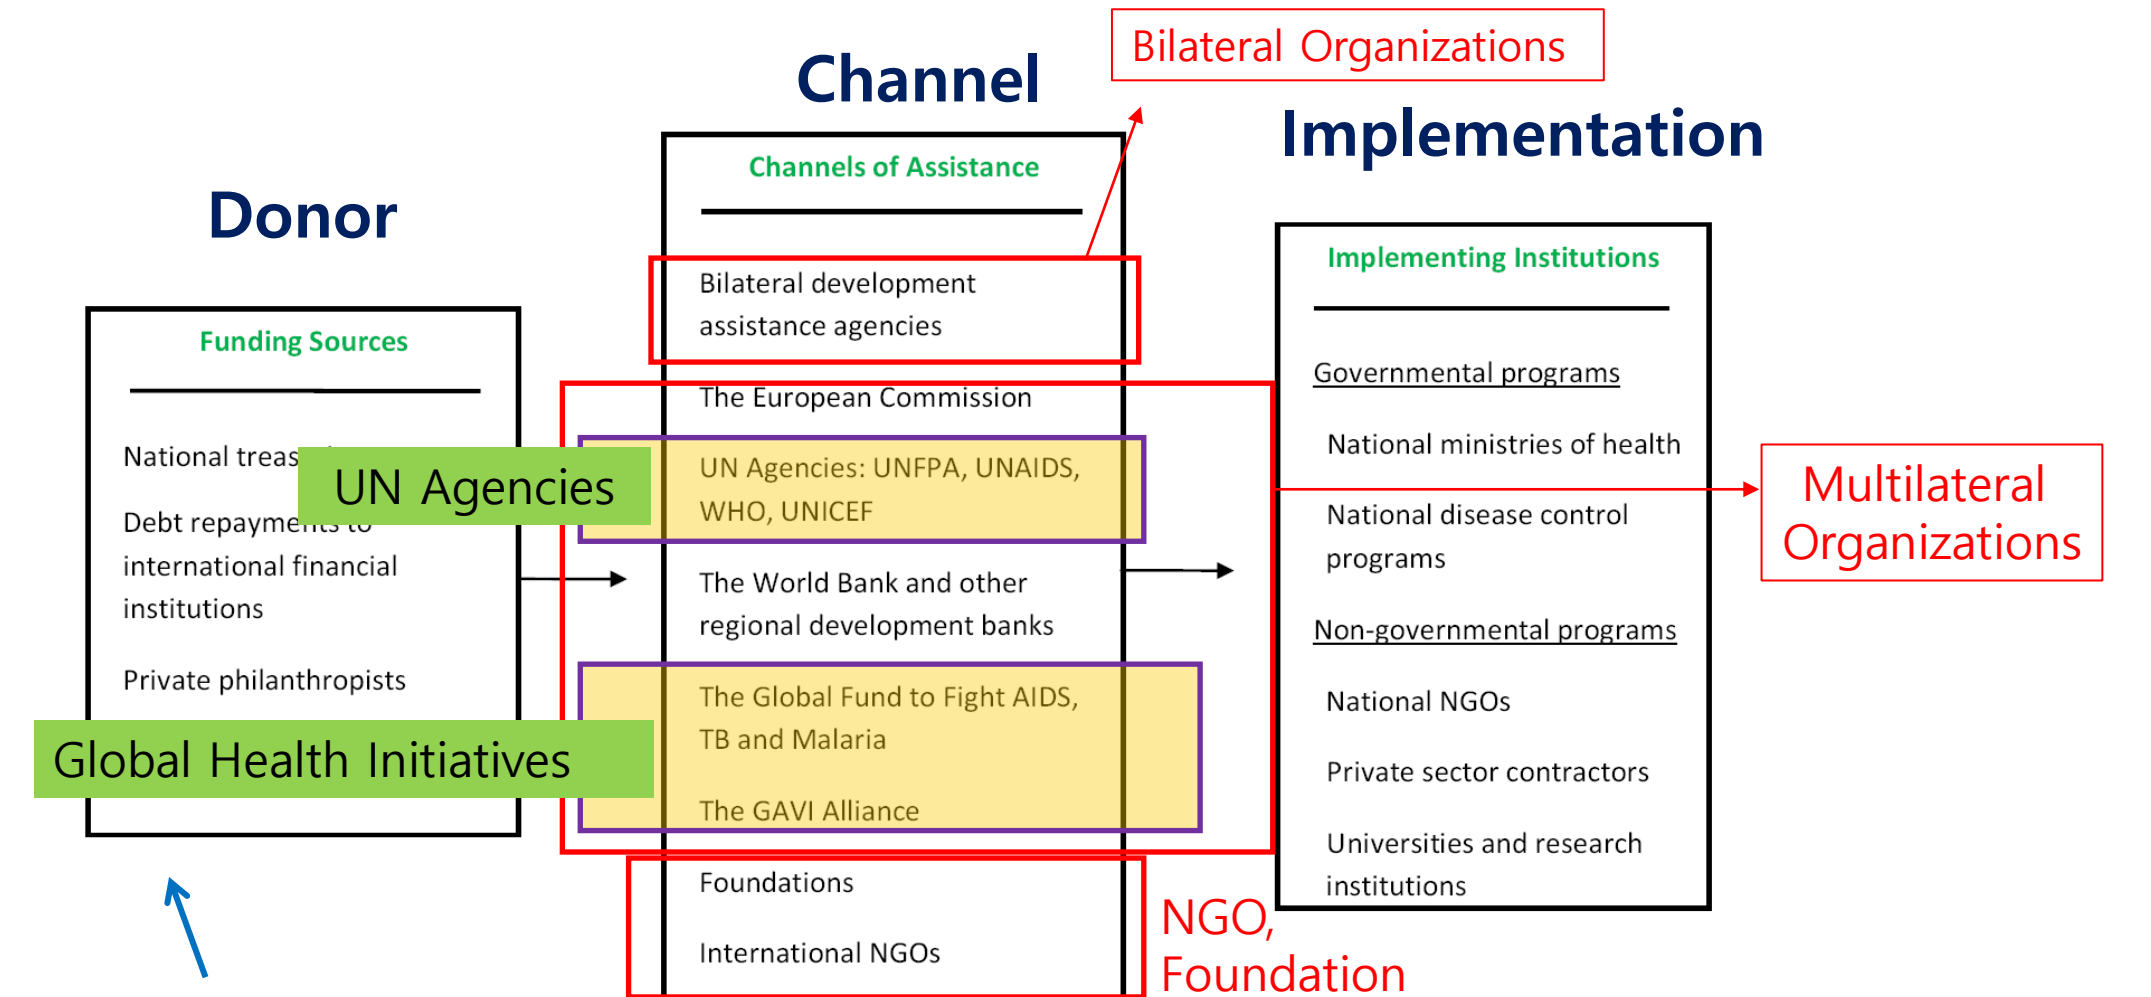 Bilateral Organizations
Channel
Implementation
Donor
Funding Sources
National treas
Debt repayments to
international financial
institutions
Private philanthropists
UN Agencies
Global Health Initiatives
Channels of Assistance
Bilateral development
assistance agencies
The European Commission
UN Agencies: UNFPA, UNAIDS,
WHO, UNICEF
The World Bank and other
regional development banks
The Global Fund to Fight AIDS,
TB and Malaria
The GAVI Alliance
Foundations
International NGOs
NGO,
Foundation
Implementing Institutions
Governmental programs
National ministries of health
National disease control
programs
Non-governmental programs
National NGOs
Private sector contractors
Universities and research
institutions
Multilateral
Organizations